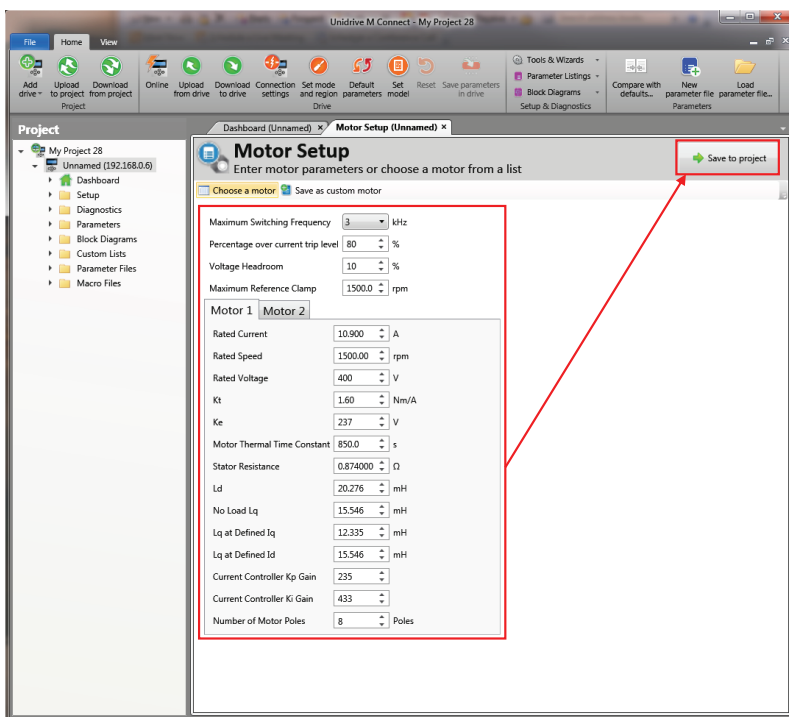 Unidrive M Connect - My Project 28
File Home View
Add drive Upload to project Download from project Online Upload from drive Download to drive Connection settings Set mode and region Default parameters Set model Reset Save parameters in drive Tools & Wizards Parameter Listings Block Diagrams Compare with defaults... New parameter file Load parameter file...
Project Drive Setup & Diagnostics Parameters
Project
Dashboard (Unnamed) × Motor Setup (Unnamed) ×
My Project 28
Unnamed (192.168.0.6)
Dashboard
Setup
Diagnostics
Parameters
Block Diagrams
Custom Lists
Parameter Files
Macro Files
Motor Setup
Enter motor parameters or choose a motor from a list
Save to project
Choose a motor Save as custom motor
Maximum Switching Frequency 3 kHz
Percentage over current trip level 80 %
Voltage Headroom 10 %
Maximum Reference Clamp 1500.0 rpm
Motor 1 Motor 2
Rated Current 10.900 A
Rated Speed 1500.00 rpm
Rated Voltage 400 V
Kt 1.60 Nm/A
Ke 237 V
Motor Thermal Time Constant 850.0 s
Stator Resistance 0.874000 Ω
Ld 20.276 mH
No Load Lq 15.546 mH
Lq at Defined Iq 12.335 mH
Lq at Defined Id 15.546 mH
Current Controller Kp Gain 235
Current Controller Ki Gain 433
Number of Motor Poles 8 Poles